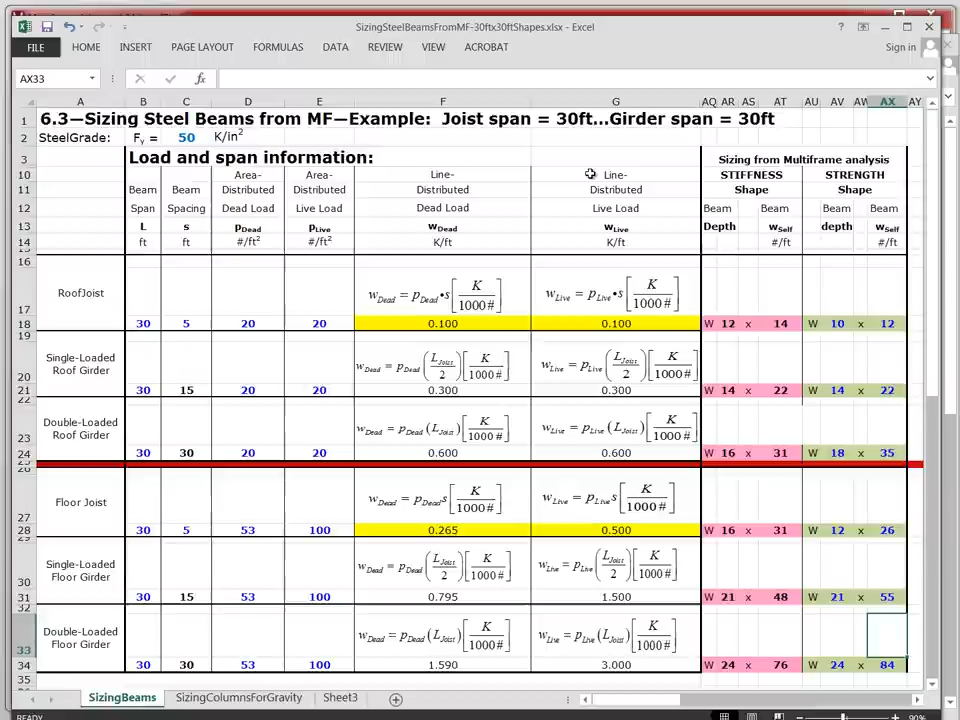 SizingSteelBeamsFromMF-30ftx30ftShapes.xlsx - Excel
FILE HOME INSERT PAGE LAYOUT FORMULAS DATA REVIEW VIEW ACROBAT Sign in
AX33 fx
A B C D E F G AQ AR AS AT AU AV AW AX AY
1 6.3—Sizing Steel Beams from MF—Example: Joist span = 30ft...Girder span = 30ft
2 SteelGrade: Fy = 50 K/in²
3 Load and span information: Sizing from Multiframe analysis
10 Area- Area- Line- Line- STIFFNESS STRENGTH
11 Beam Beam Distributed Distributed Distributed Distributed Shape Shape
12 Span Spacing Dead Load Live Load Dead Load Live Load Beam Beam Beam Beam
13 L s pDead pLive wDead wLive Depth wSelf depth wSelf
14 ft ft #/ft² #/ft² K/ft K/ft #/ft #/ft
16
17 RoofJoist wDead = pDead•s[K/1000#] wLive = pLive•s[K/1000#]
18 30 5 20 20 0.100 0.100 W 12 x 14 W 10 x 12
19
20 Single-Loaded Roof Girder wDead = pDead(LJoist/2)[K/1000#] wLive = pLive(LJoist/2)[K/1000#]
21 30 15 20 20 0.300 0.300 W 14 x 22 W 14 x 22
22
23 Double-Loaded Roof Girder wDead = pDead(LJoist)[K/1000#] wLive = pLive(LJoist)[K/1000#]
24 30 30 20 20 0.600 0.600 W 16 x 31 W 18 x 35
26
27 Floor Joist wDead = pDeads[K/1000#] wLive = pLives[K/1000#]
28 30 5 53 100 0.265 0.500 W 16 x 31 W 12 x 26
29
30 Single-Loaded Floor Girder wDead = pDead(LJoist/2)[K/1000#] wLive = pLive(LJoist/2)[K/1000#]
31 30 15 53 100 0.795 1.500 W 21 x 48 W 21 x 55
32
33 Double-Loaded Floor Girder wDead = pDead(LJoist)[K/1000#] wLive = pLive(LJoist)[K/1000#]
34 30 30 53 100 1.590 3.000 W 24 x 76 W 24 x 84
35
SizingBeams SizingColumnsForGravity Sheet3
READY 90%